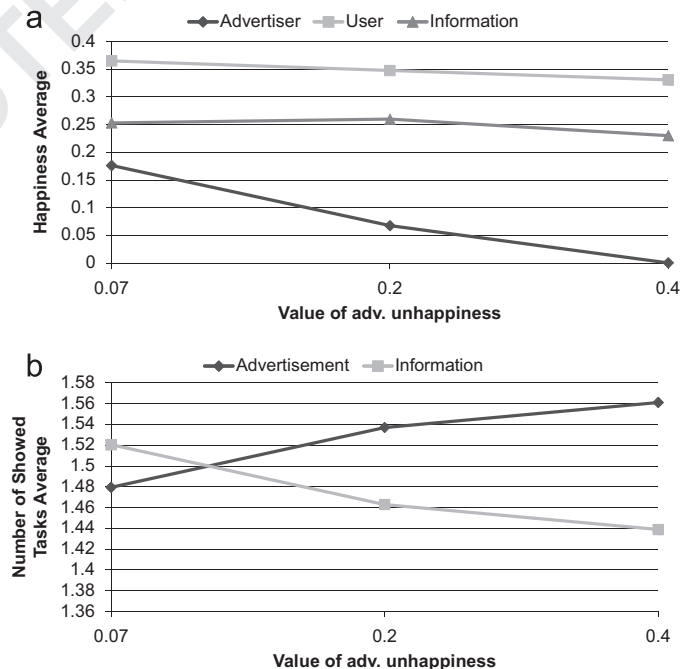 a
Advertiser User Information
Happiness Average
0.4
0.35
0.3
0.25
0.2
0.15
0.1
0.05
0
0.07 0.2 0.4
Value of adv. unhappiness
b
Advertisement Information
Number of Showed
Tasks Average
1.58
1.56
1.54
1.52
1.5
1.48
1.46
1.44
1.42
1.4
1.38
1.36
0.07 0.2 0.4
Value of adv. unhappiness